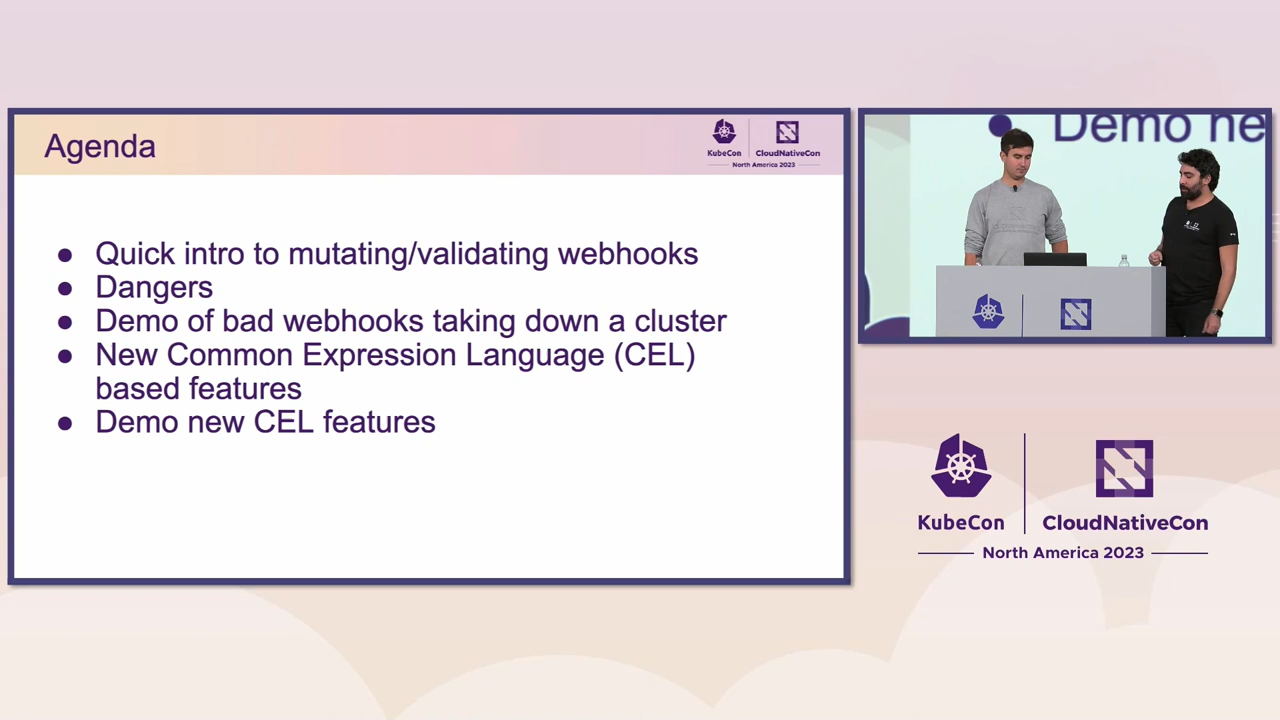 Agenda
KubeCon
CloudNativeCon
North America 2023
● Quick intro to mutating/validating webhooks
● Dangers
● Demo of bad webhooks taking down a cluster
● New Common Expression Language (CEL)
based features
● Demo new CEL features
● Demo ne
KubeCon
CloudNativeCon
North America 2023